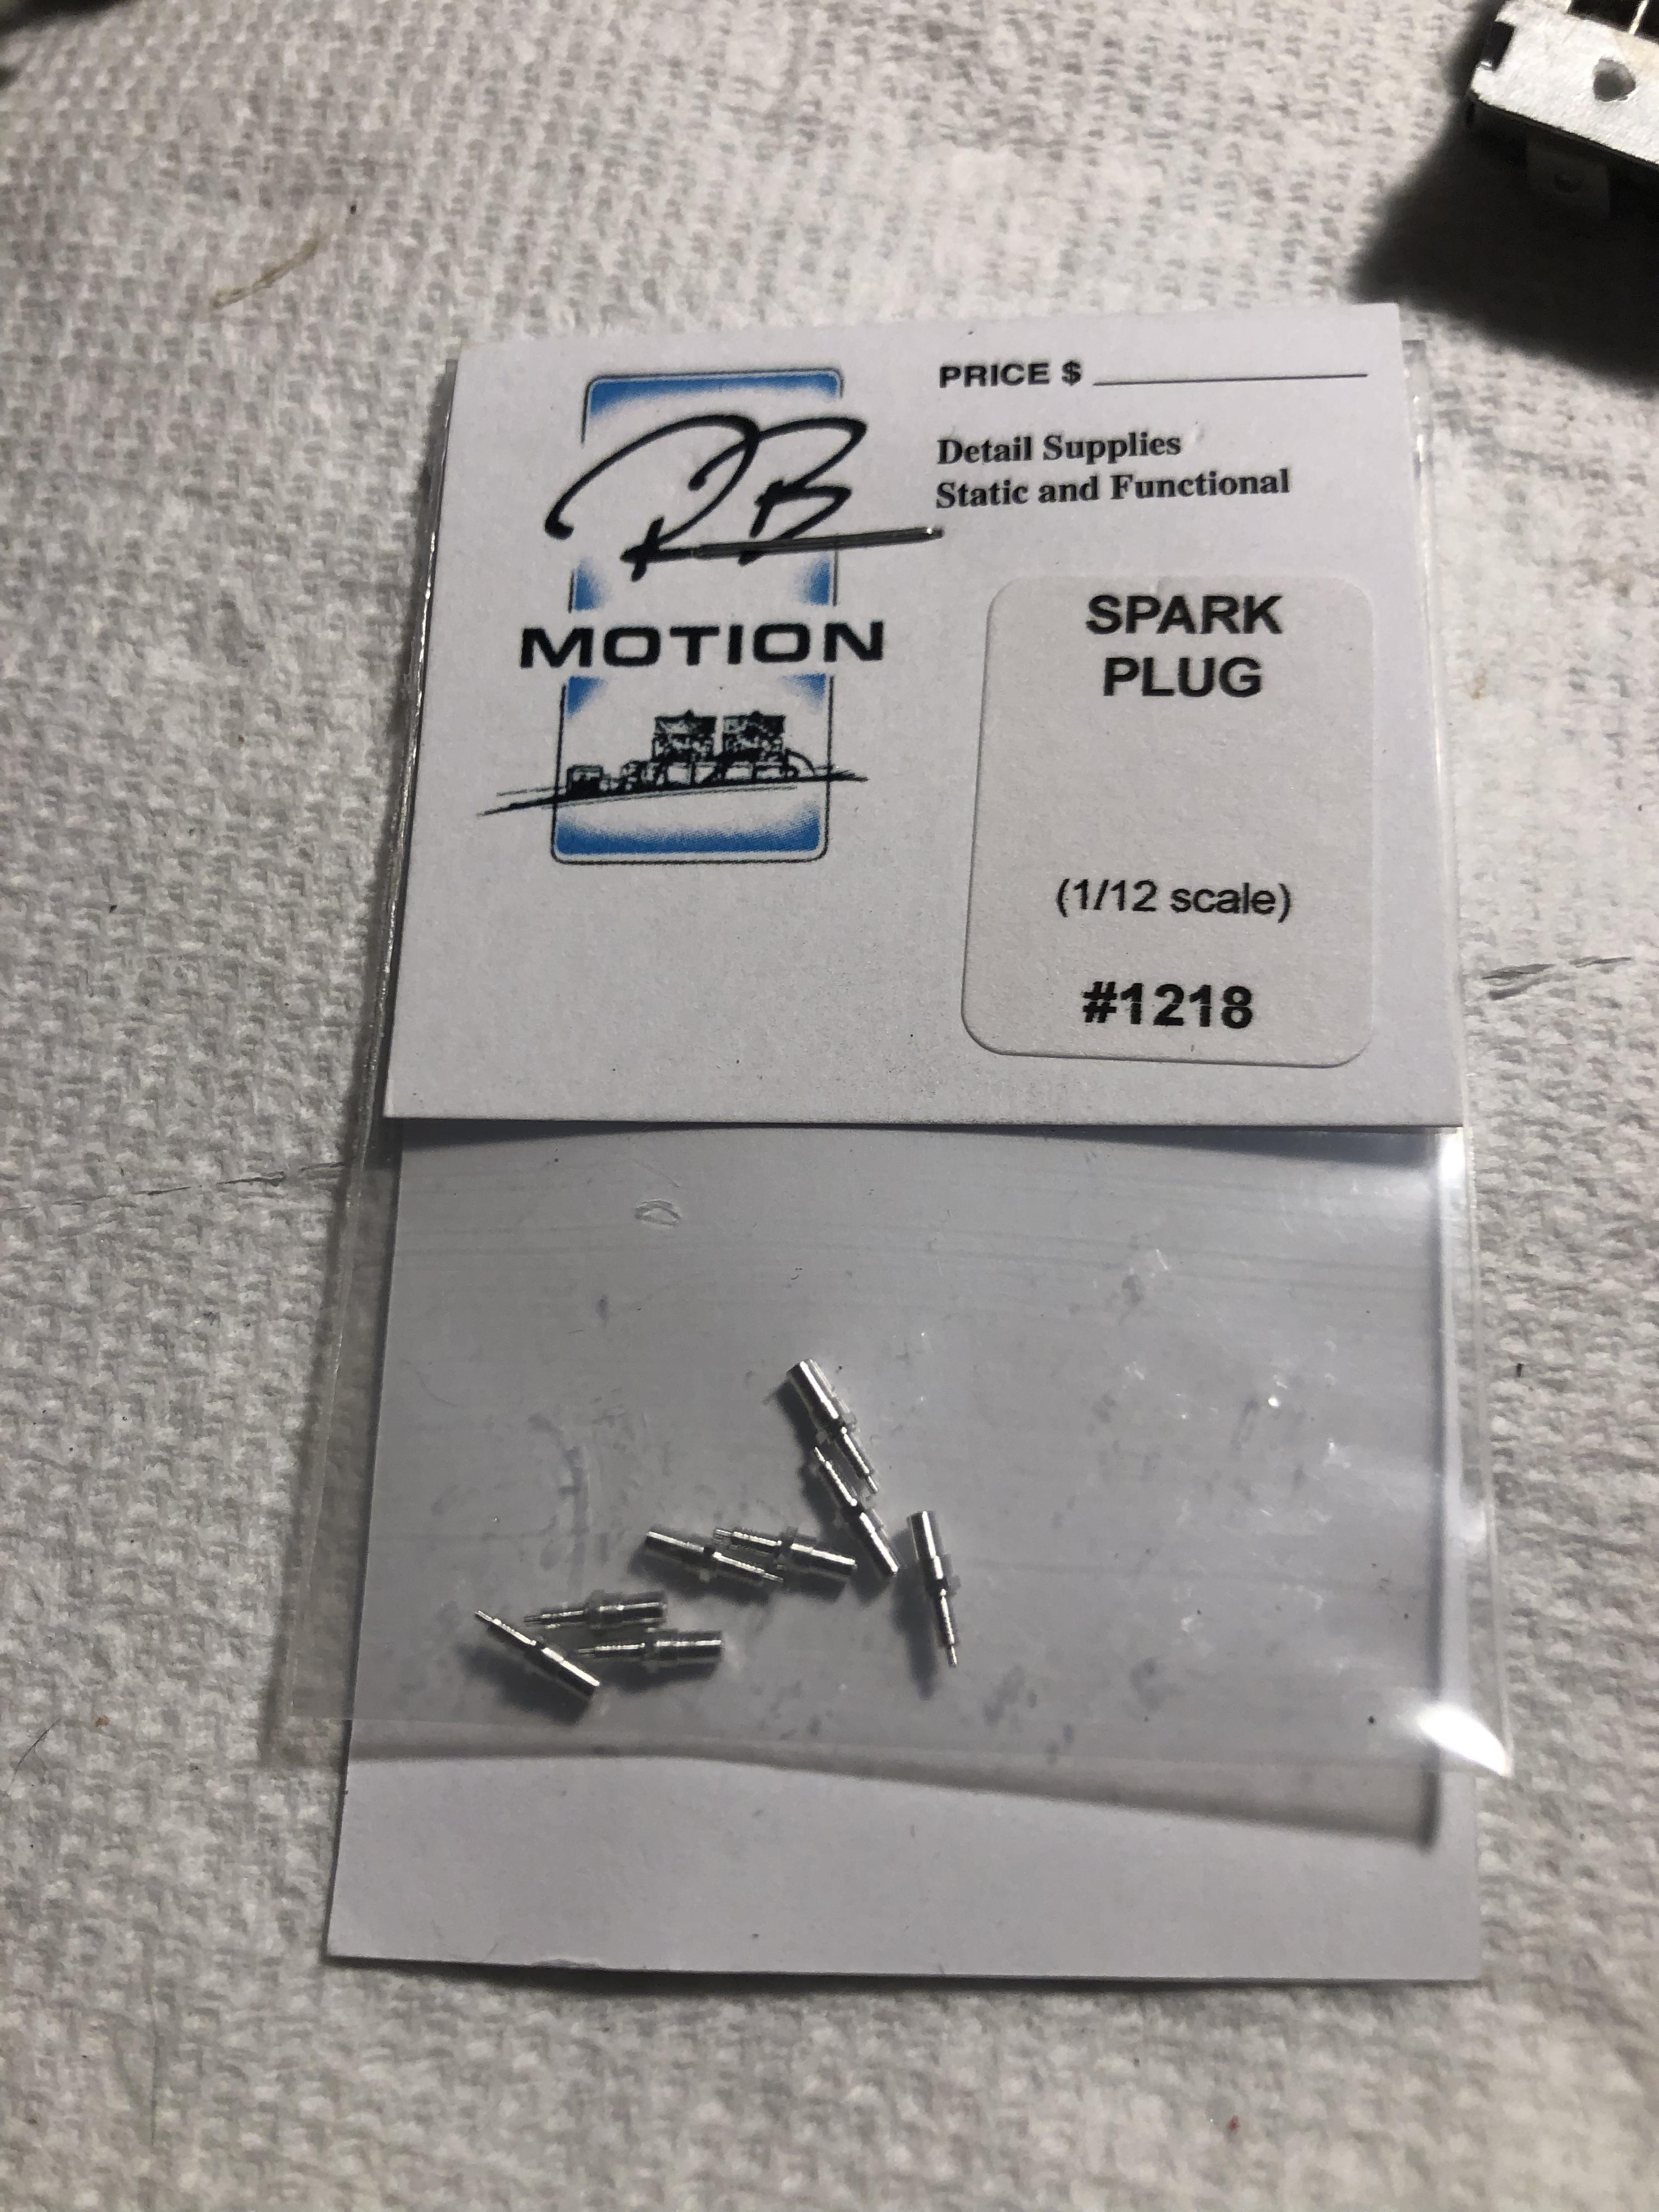 RB
MOTION
PRICE $
Detail Supplies
Static and Functional
SPARK
PLUG
(1/12 scale)
#1218